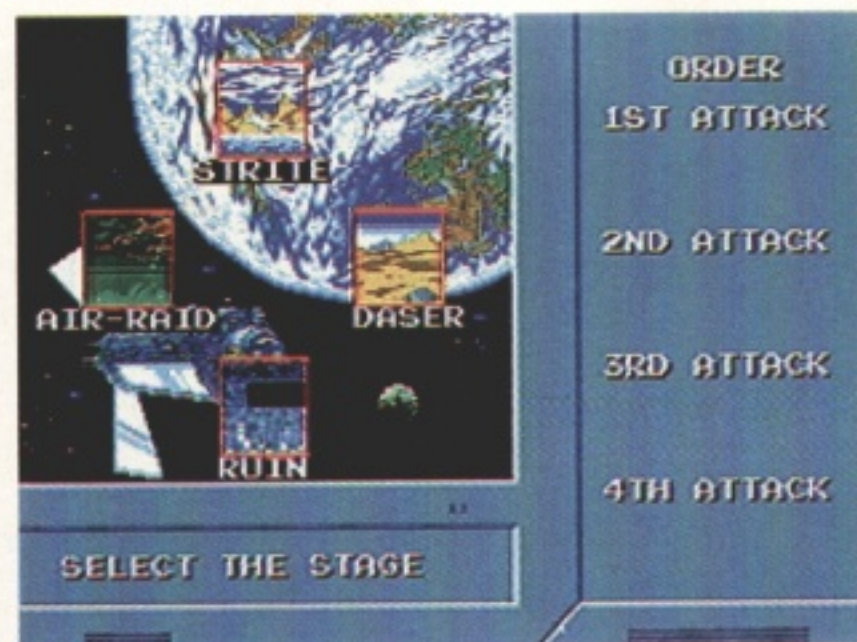 STRITE
AIR-RAID
DASER
RUIN
SELECT THE STAGE
ORDER
1ST ATTACK
2ND ATTACK
3RD ATTACK
4TH ATTACK